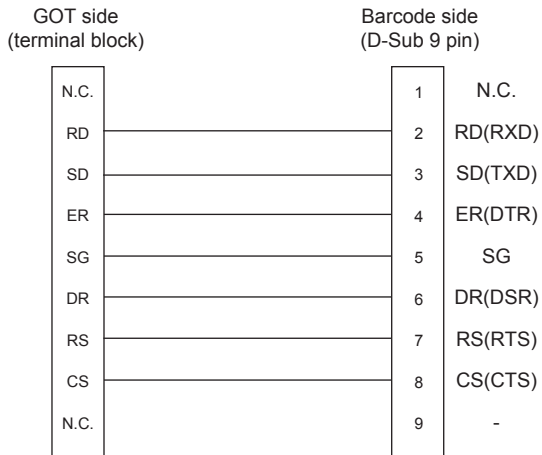 GOT side
(terminal block)
Barcode side
(D-Sub 9 pin)
N.C. 1 N.C.
RD 2 RD(RXD)
SD 3 SD(TXD)
ER 4 ER(DTR)
SG 5 SG
DR 6 DR(DSR)
RS 7 RS(RTS)
CS 8 CS(CTS)
N.C. 9 -